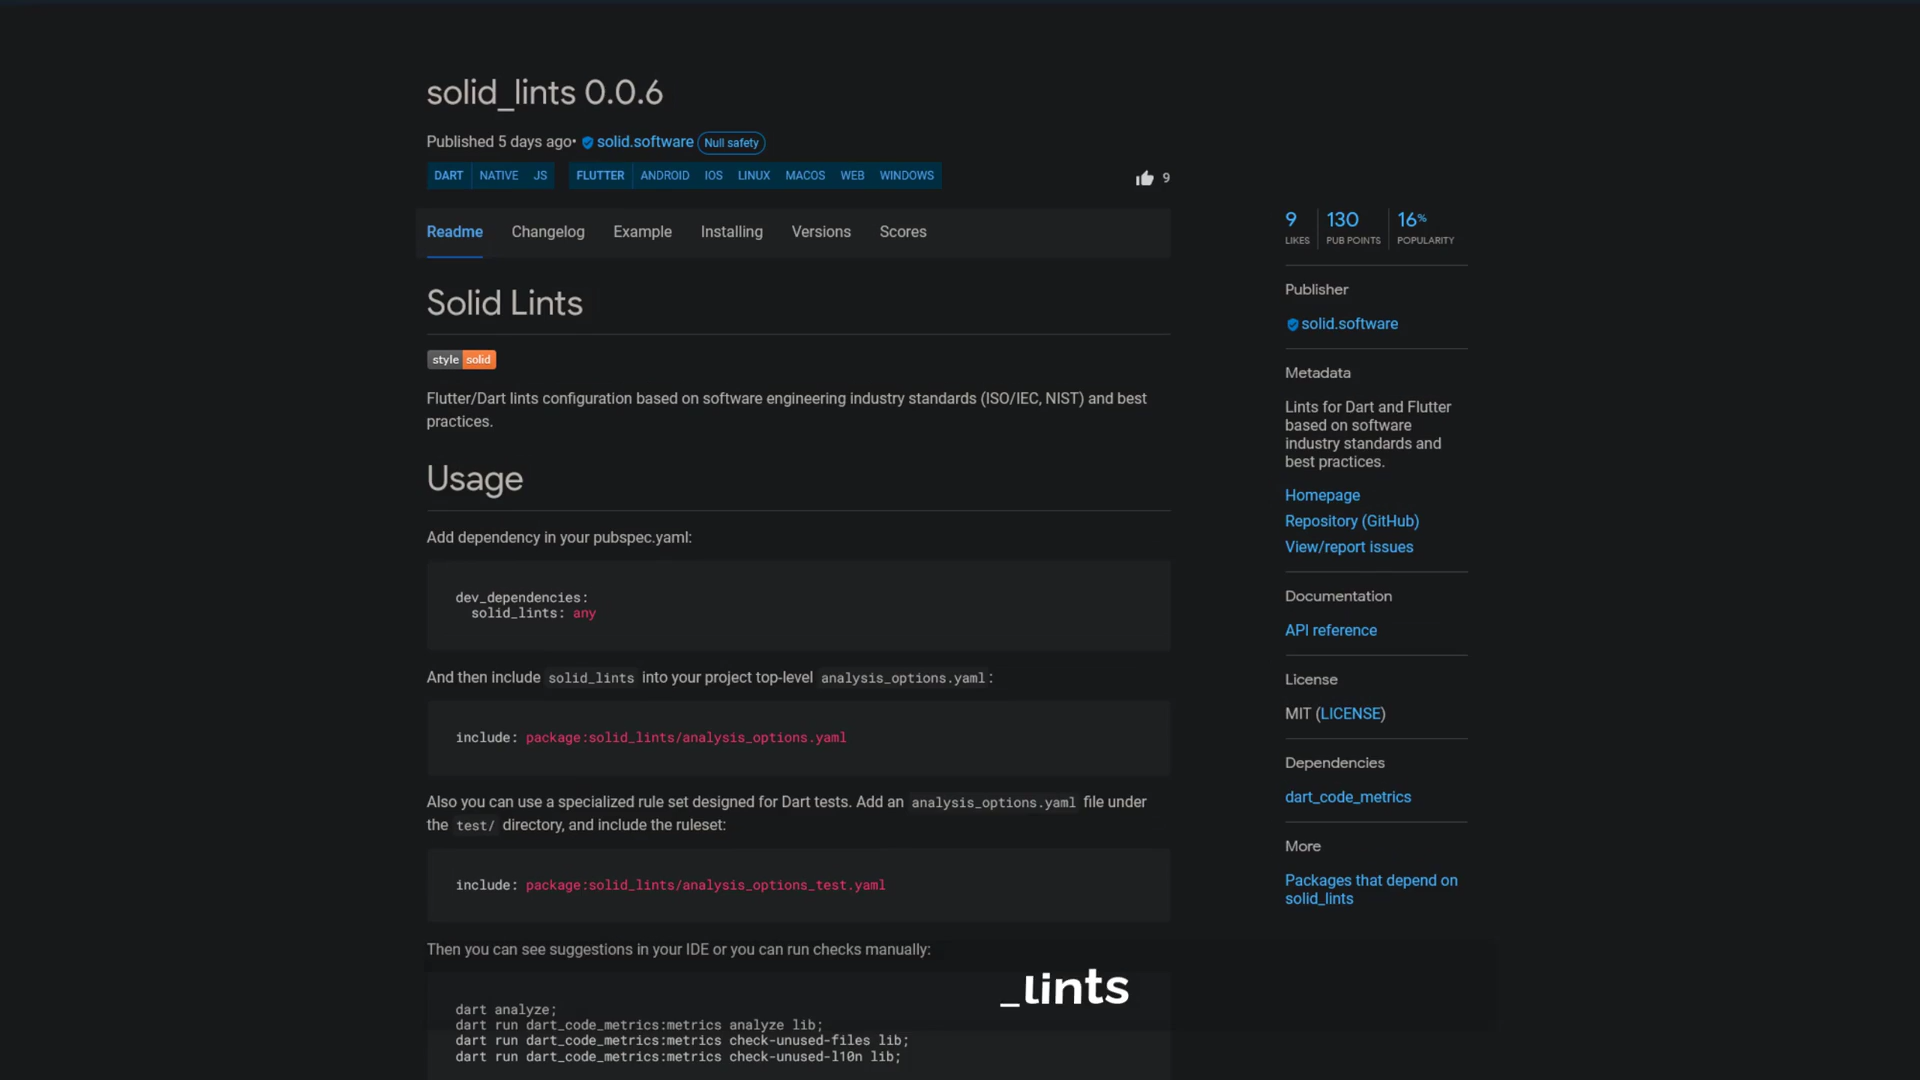 solid_lints 0.0.6
Published 5 days ago• solid.software Null safety
DART NATIVE JS FLUTTER ANDROID IOS LINUX MACOS WEB WINDOWS
9
Readme Changelog Example Installing Versions Scores
Solid Lints
style solid
Flutter/Dart lints configuration based on software engineering industry standards (ISO/IEC, NIST) and best
practices.
Usage
Add dependency in your pubspec.yaml:
dev_dependencies:
solid_lints: any
And then include solid_lints into your project top-level analysis_options.yaml:
include: package:solid_lints/analysis_options.yaml
Also you can use a specialized rule set designed for Dart tests. Add an analysis_options.yaml file under
the test/ directory, and include the ruleset:
include: package:solid_lints/analysis_options_test.yaml
Then you can see suggestions in your IDE or you can run checks manually:
dart analyze;
dart run dart_code_metrics:metrics analyze lib;
dart run dart_code_metrics:metrics check-unused-files lib;
dart run dart_code_metrics:metrics check-unused-l10n lib;
_lints
9 130 16%
LIKES PUB POINTS POPULARITY
Publisher
solid.software
Metadata
Lints for Dart and Flutter
based on software
industry standards and
best practices.
Homepage
Repository (GitHub)
View/report issues
Documentation
API reference
License
MIT (LICENSE)
Dependencies
dart_code_metrics
More
Packages that depend on
solid_lints